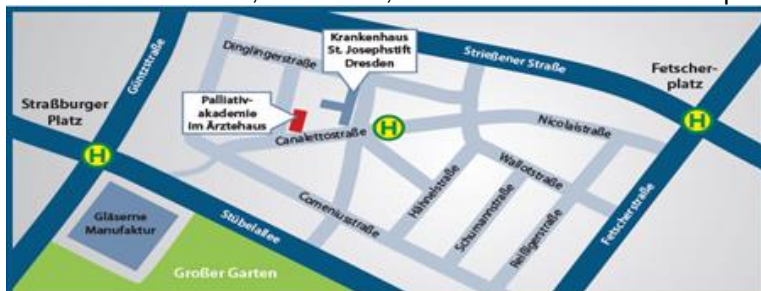 Krankenhaus
St. Josephstift
Dresden
Dinglingerstraße
Striesener Straße
Güntzstraße
Fetscher-
platz
Straßburger
Platz
Palliativ-
akademie
im Ärztehaus
Nicolaistraße
H
H
Canalettostraße
H
Wallotstraße
Hähnelstraße
Schumannstraße
Reißigerstraße
Fetscherstraße
Comeniusstraße
Gläserne
Manufaktur
Stübelallee
Großer Garten